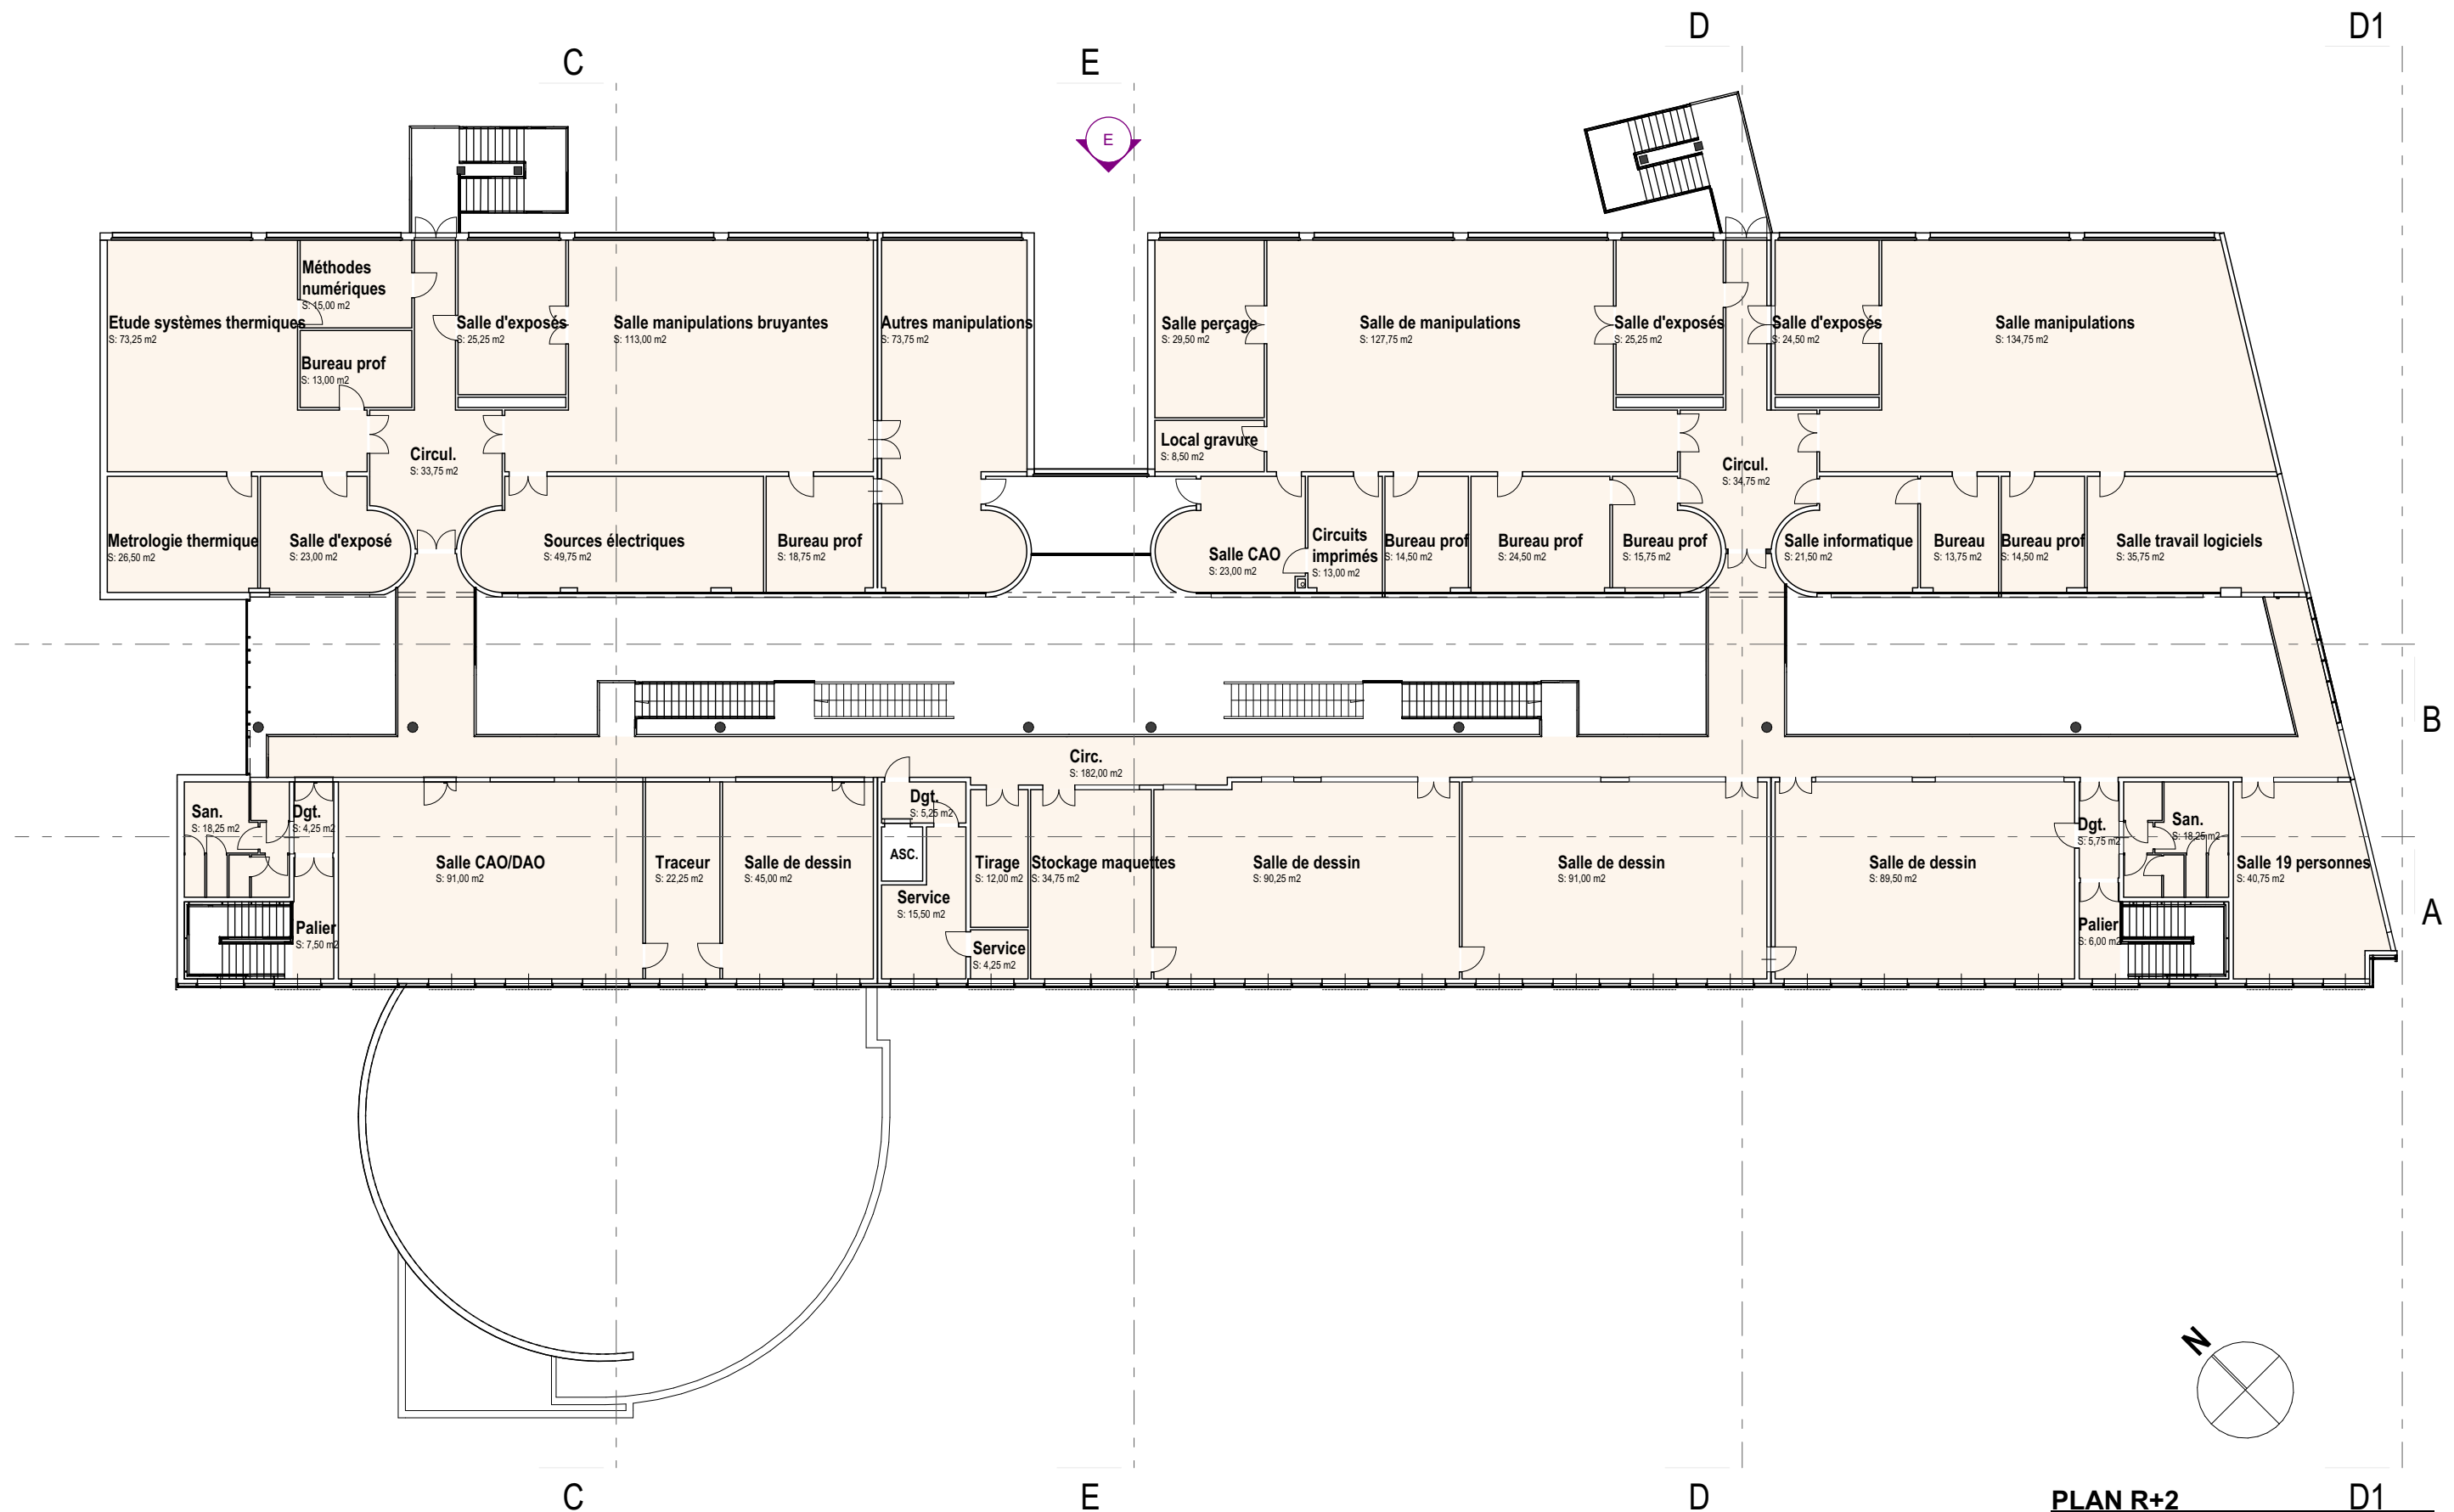 D
D1
C
E
E
Méthodes
numériques
S: 15,00 m2
Etude systèmes thermiques
S: 73,25 m2
Salle d'exposés
S: 25,25 m2
Salle manipulations bruyantes
S: 113,00 m2
Autres manipulations
S: 73,75 m2
Salle perçage
S: 29,50 m2
Salle de manipulations
S: 127,75 m2
Salle d'exposés
S: 25,25 m2
Salle d'exposés
S: 24,50 m2
Salle manipulations
S: 134,75 m2
Bureau prof
S: 13,00 m2
Local gravure
S: 8,50 m2
Circul.
S: 33,75 m2
Circul.
S: 34,75 m2
Metrologie thermique
S: 26,50 m2
Salle d'exposé
S: 23,00 m2
Sources électriques
S: 49,75 m2
Bureau prof
S: 18,75 m2
Salle CAO
S: 23,00 m2
Circuits
imprimés
S: 13,00 m2
Bureau prof
S: 14,50 m2
Bureau prof
S: 24,50 m2
Bureau prof
S: 15,75 m2
Salle informatique
S: 21,50 m2
Bureau
S: 13,75 m2
Bureau prof
S: 14,50 m2
Salle travail logiciels
S: 35,75 m2
B
Circ.
S: 182,00 m2
San.
S: 18,25 m2
Dgt.
S: 4,25 m2
Dgt.
S: 5,25 m2
Dgt.
S: 5,75 m2
San.
S: 18,25 m2
Salle CAO/DAO
S: 91,00 m2
Traceur
S: 22,25 m2
Salle de dessin
S: 45,00 m2
ASC.
Tirage
S: 12,00 m2
Stockage maquettes
S: 34,75 m2
Salle de dessin
S: 90,25 m2
Salle de dessin
S: 91,00 m2
Salle de dessin
S: 89,50 m2
Salle 19 personnes
S: 40,75 m2
Service
S: 15,50 m2
A
Palier
S: 7,50 m2
Palier
S: 6,00 m2
Service
S: 4,25 m2
N
C
E
D
D1
PLAN R+2